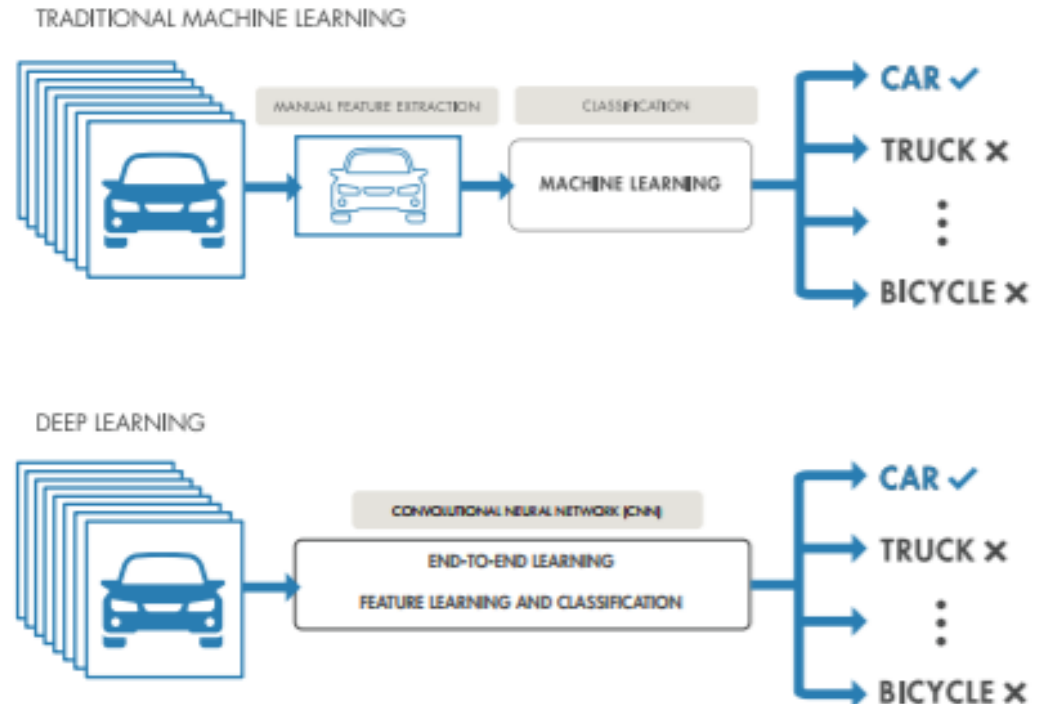 TRADITIONAL MACHINE LEARNING
MANUAL FEATURE EXTRACTION
CLASSIFICATION
MACHINE LEARNING
CAR ✓
TRUCK ✕
⋮
BICYCLE ✕
DEEP LEARNING
CONVOLUTIONAL NEURAL NETWORK (CNN)
END-TO-END LEARNING
FEATURE LEARNING AND CLASSIFICATION
CAR ✓
TRUCK ✕
⋮
BICYCLE ✕